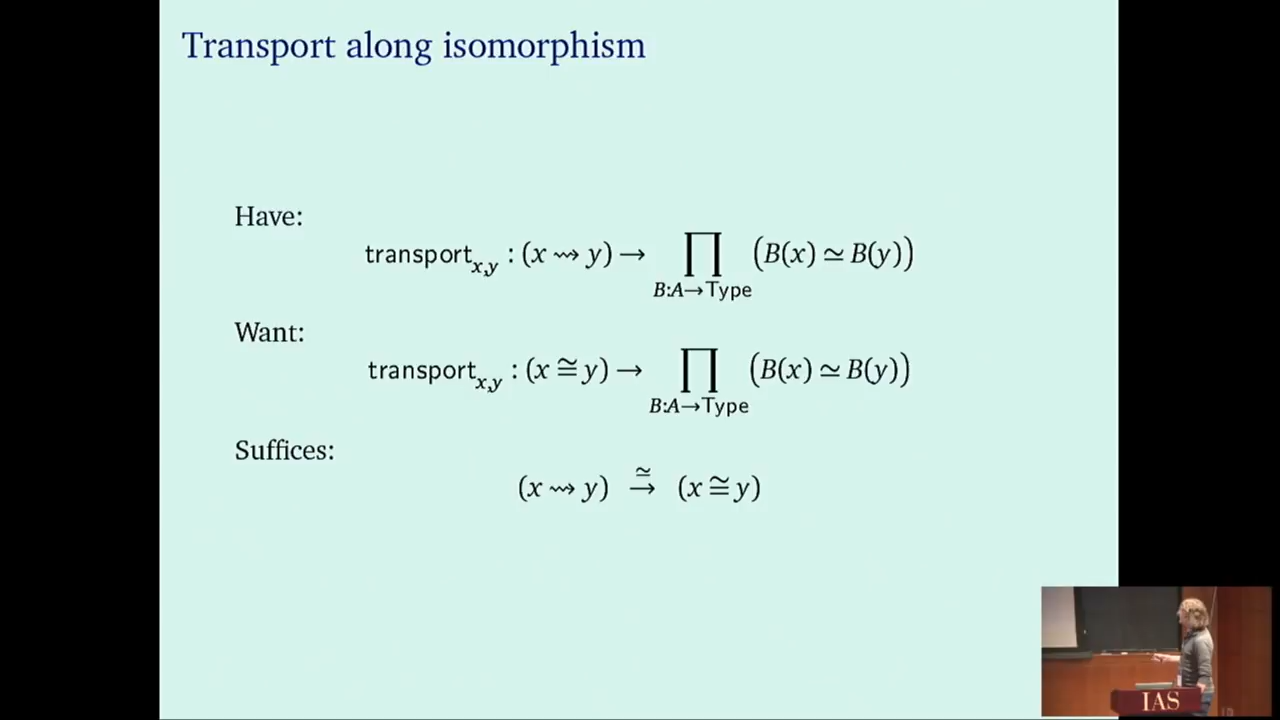 Transport along isomorphism
Have:
transport_{x,y} : (x ⇝ y) → ∏_{B:A→Type} (B(x) ≃ B(y))
Want:
transport_{x,y} : (x ≅ y) → ∏_{B:A→Type} (B(x) ≃ B(y))
Suffices:
(x ⇝ y) →^{≃} (x ≅ y)
IAS